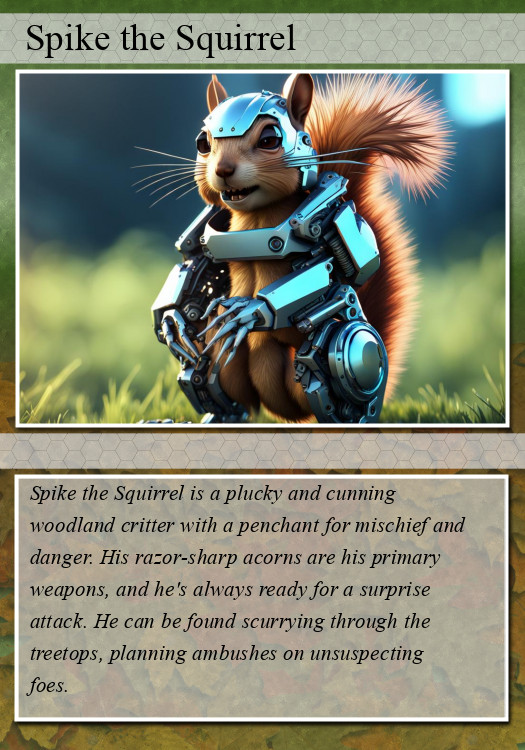 Spike the Squirrel
Spike the Squirrel is a plucky and cunning
woodland critter with a penchant for mischief and
danger. His razor-sharp acorns are his primary
weapons, and he's always ready for a surprise
attack. He can be found scurrying through the
treetops, planning ambushes on unsuspecting
foes.